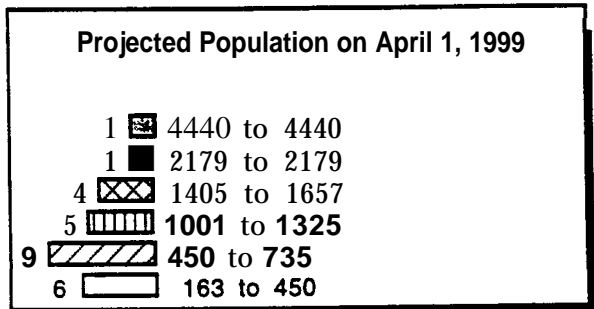 Projected Population on April 1, 1999
1 4440 to 4440
1 2179 to 2179
4 1405 to 1657
5 1001 to 1325
9 450 to 735
6 163 to 450